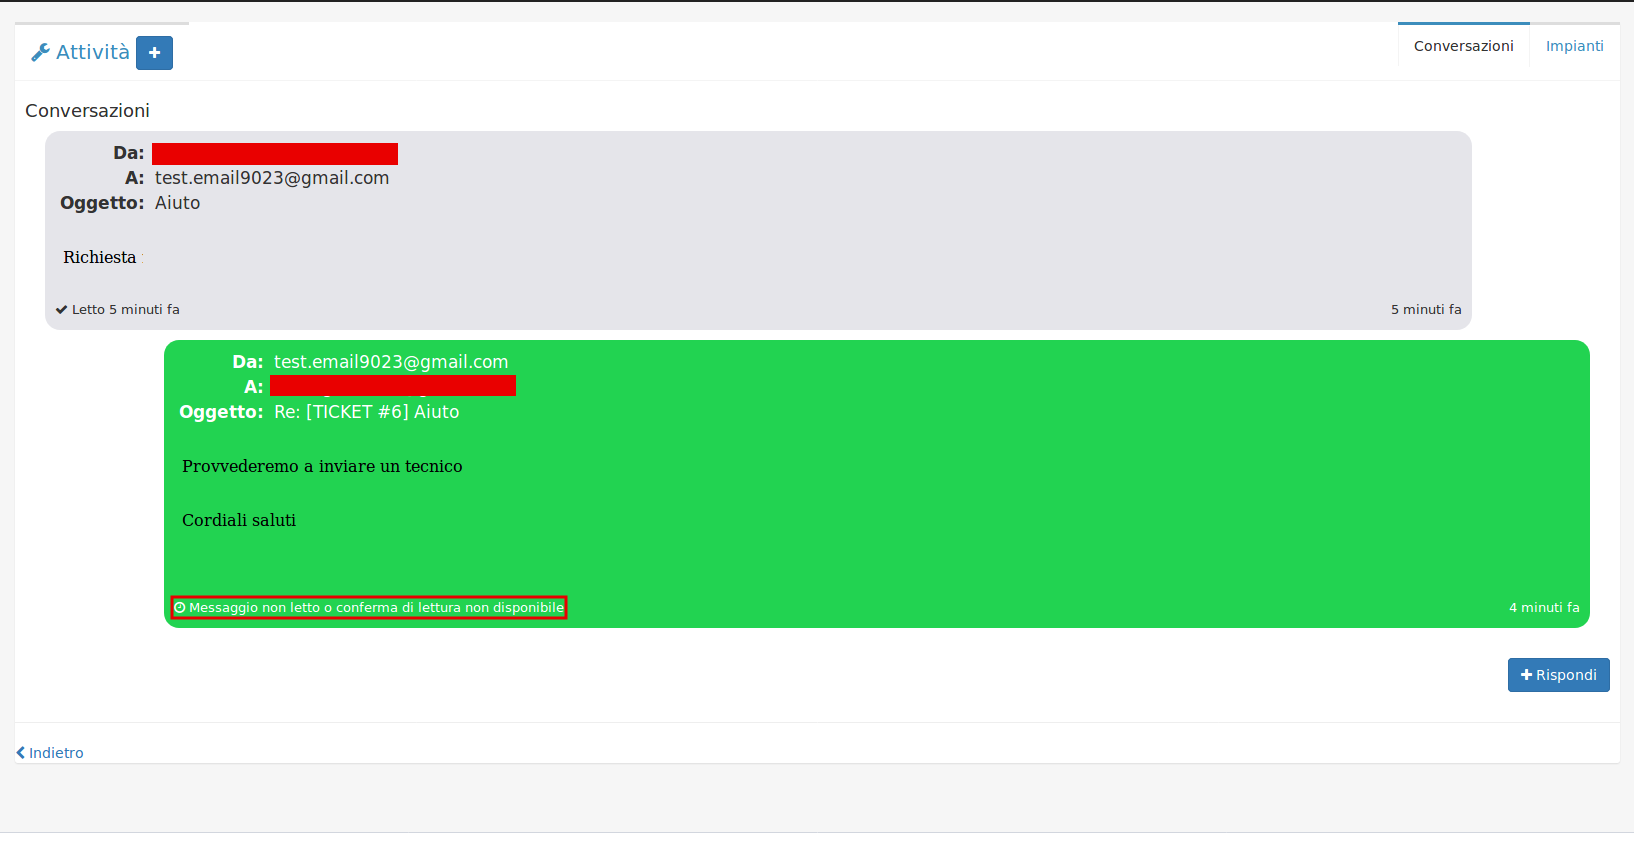 Attività
Conversazioni Impianti
Conversazioni
Da:
A: test.email9023@gmail.com
Oggetto: Aiuto
Richiesta
Letto 5 minuti fa 5 minuti fa
Da: test.email9023@gmail.com
A:
Oggetto: Re: [TICKET #6] Aiuto
Provvederemo a inviare un tecnico
Cordiali saluti
Messaggio non letto o conferma di lettura non disponibile 4 minuti fa
Rispondi
Indietro